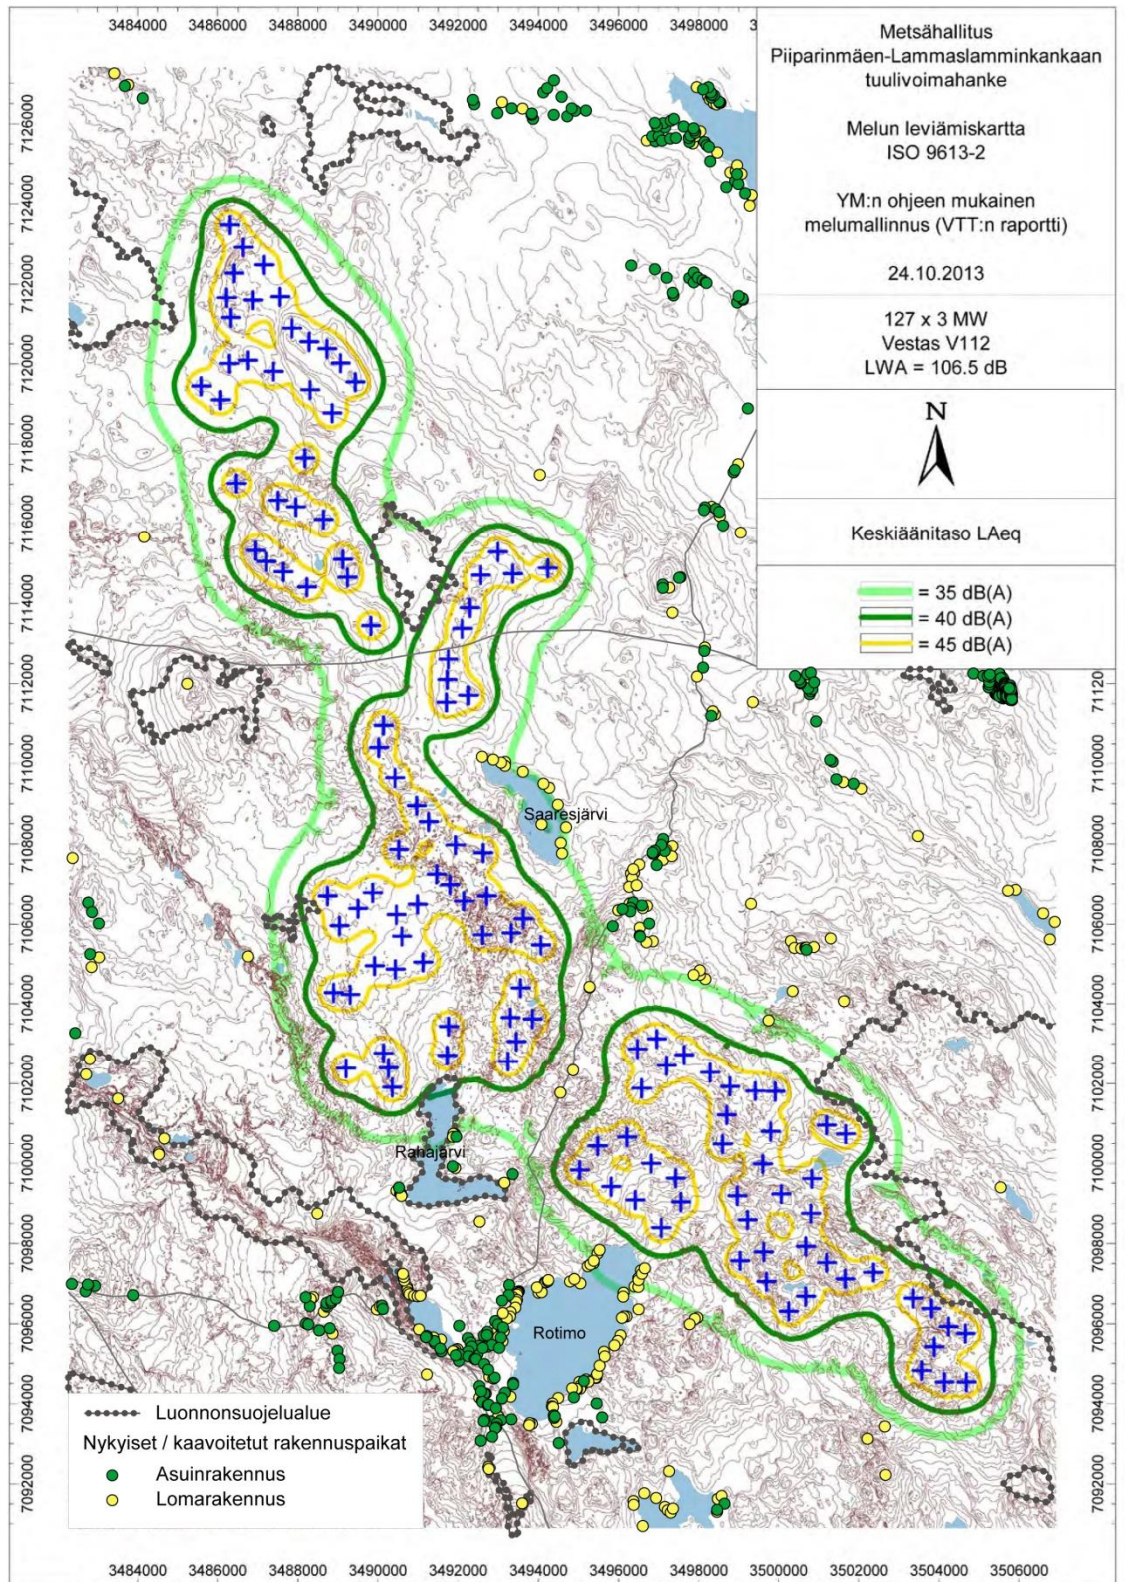 3484000 3486000 3488000 3490000 3492000 3494000 3496000 3498000
Metsähallitus
Piiparinmäen-Lammaslamminkankaan
tuulivoimahanke
Melun leviämiskartta
ISO 9613-2
YM:n ohjeen mukainen
melumallinnus (VTT:n raportti)
24.10.2013
127 x 3 MW
Vestas V112
LWA = 106.5 dB
N
Keskiäänitaso LAeq
= 35 dB(A)
= 40 dB(A)
= 45 dB(A)
7126000
7124000
7122000
7120000
7118000
7116000
7114000
7112000
7110000
7108000
7106000
7104000
7102000
7100000
7098000
7096000
7094000
7092000
Saaresjärvi
Rahajärvi
Rotimo
71120
7110000
7108000
7106000
7104000
7102000
7100000
7098000
7096000
7094000
7092000
Luonnonsuojelualue
Nykyiset / kaavoitetut rakennuspaikat
Asuinrakennus
Lomarakennus
3484000 3486000 3488000 3490000 3492000 3494000 3496000 3498000 3500000 3502000 3504000 3506000